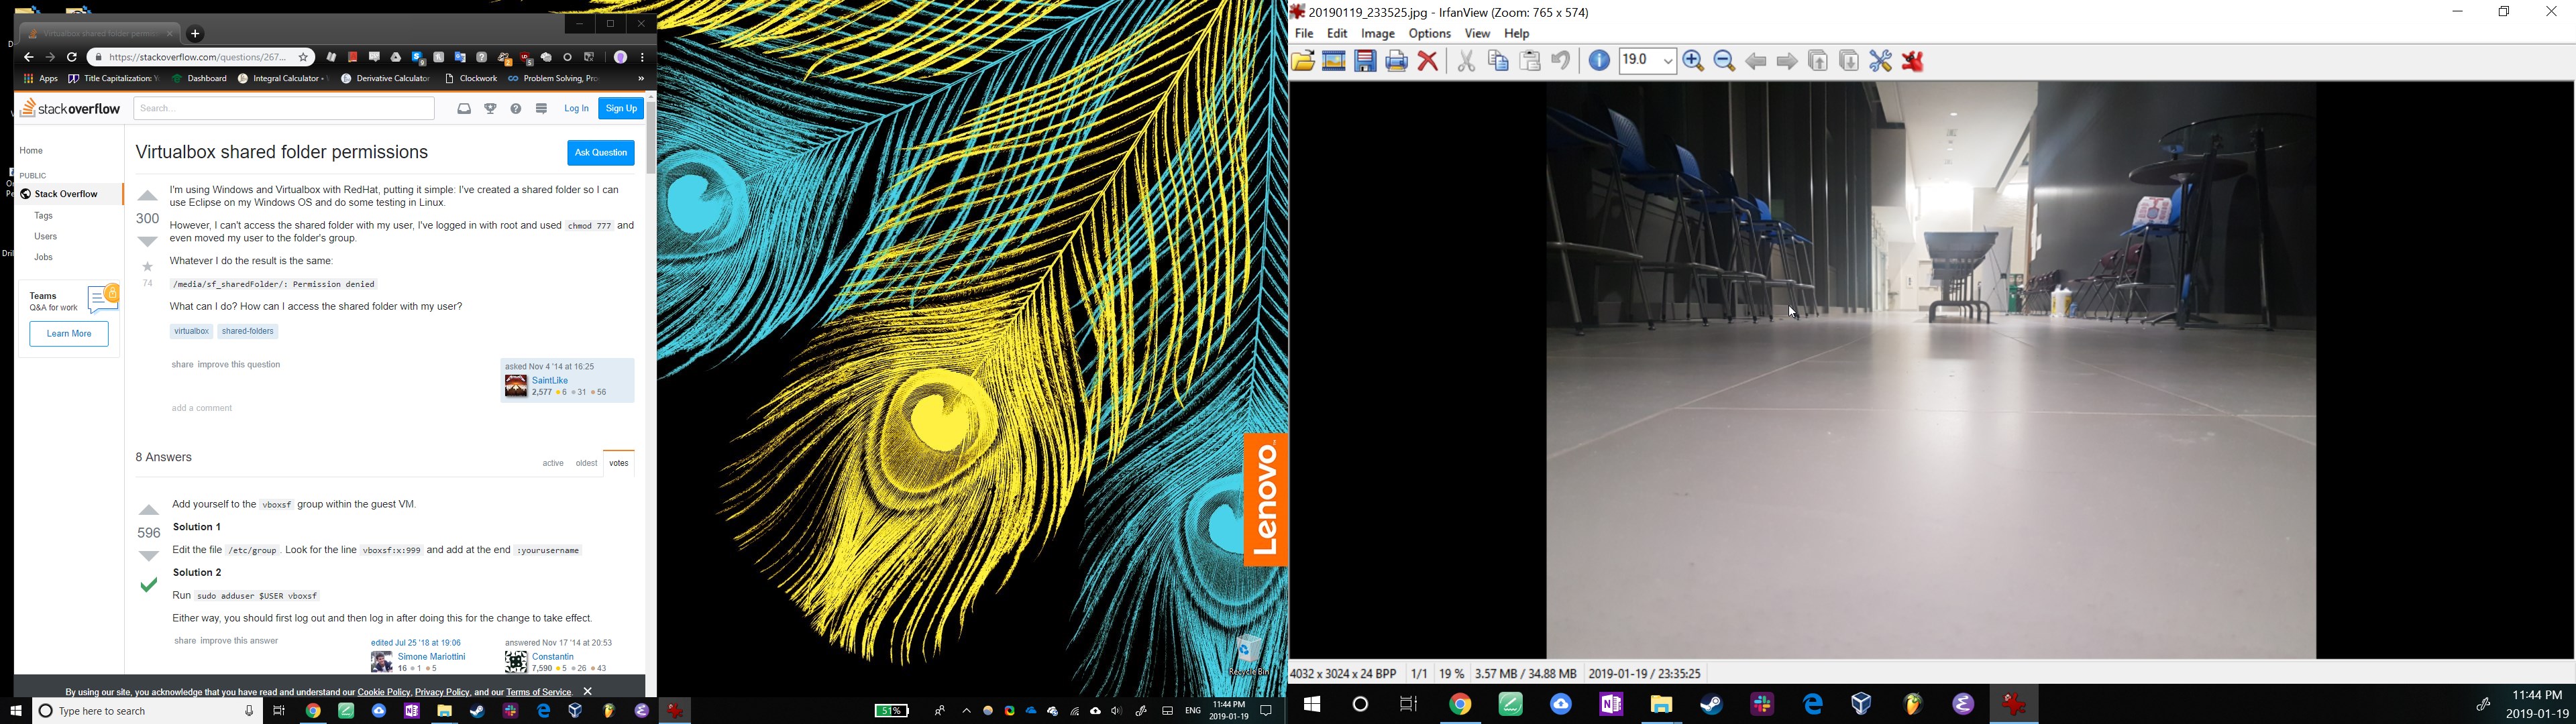 Virtualbox shared folder permis
https://stackoverflow.com/questions/267...
Apps
Title Capitalization:
Dashboard
Integral Calculator •
Derivative Calculator
Clockwork
Problem Solving, Pro
»
stackoverflow
Search...
Log In
Sign Up
Home
PUBLIC
Stack Overflow
Tags
Users
Jobs
Teams
Q&A for work
Learn More
Virtualbox shared folder permissions
Ask Question
300
74
I'm using Windows and Virtualbox with RedHat, putting it simple: I've created a shared folder so I can
use Eclipse on my Windows OS and do some testing in Linux.
However, I can't access the shared folder with my user, I've logged in with root and used chmod 777 and
even moved my user to the folder's group.
Whatever I do the result is the same:
/media/sf_sharedFolder/: Permission denied
What can I do? How can I access the shared folder with my user?
virtualbox shared-folders
share improve this question
asked Nov 4 '14 at 16:25
SaintLike
2,577 ●6 ●31 ●56
add a comment
8 Answers
active oldest votes
596
Add yourself to the vboxsf group within the guest VM.
Solution 1
Edit the file /etc/group . Look for the line vboxsf:x:999 and add at the end :yourusername
Solution 2
Run sudo adduser $USER vboxsf
Either way, you should first log out and then log in after doing this for the change to take effect.
share improve this answer
edited Jul 25 '18 at 19:06
Simone Mariottini
16 ●1 ●5
answered Nov 17 '14 at 20:53
Constantin
7,590 ●5 ●26 ●43
By using our site, you acknowledge that you have read and understand our Cookie Policy, Privacy Policy, and our Terms of Service.
Type here to search
Lenovo
Recycle Bin
51%
ENG
11:44 PM
2019-01-19
20190119_233525.jpg - IrfanView (Zoom: 765 x 574)
File Edit Image Options View Help
19.0
4032 x 3024 x 24 BPP 1/1 19 % 3.57 MB / 34.88 MB 2019-01-19 / 23:35:25
11:44 PM
2019-01-19